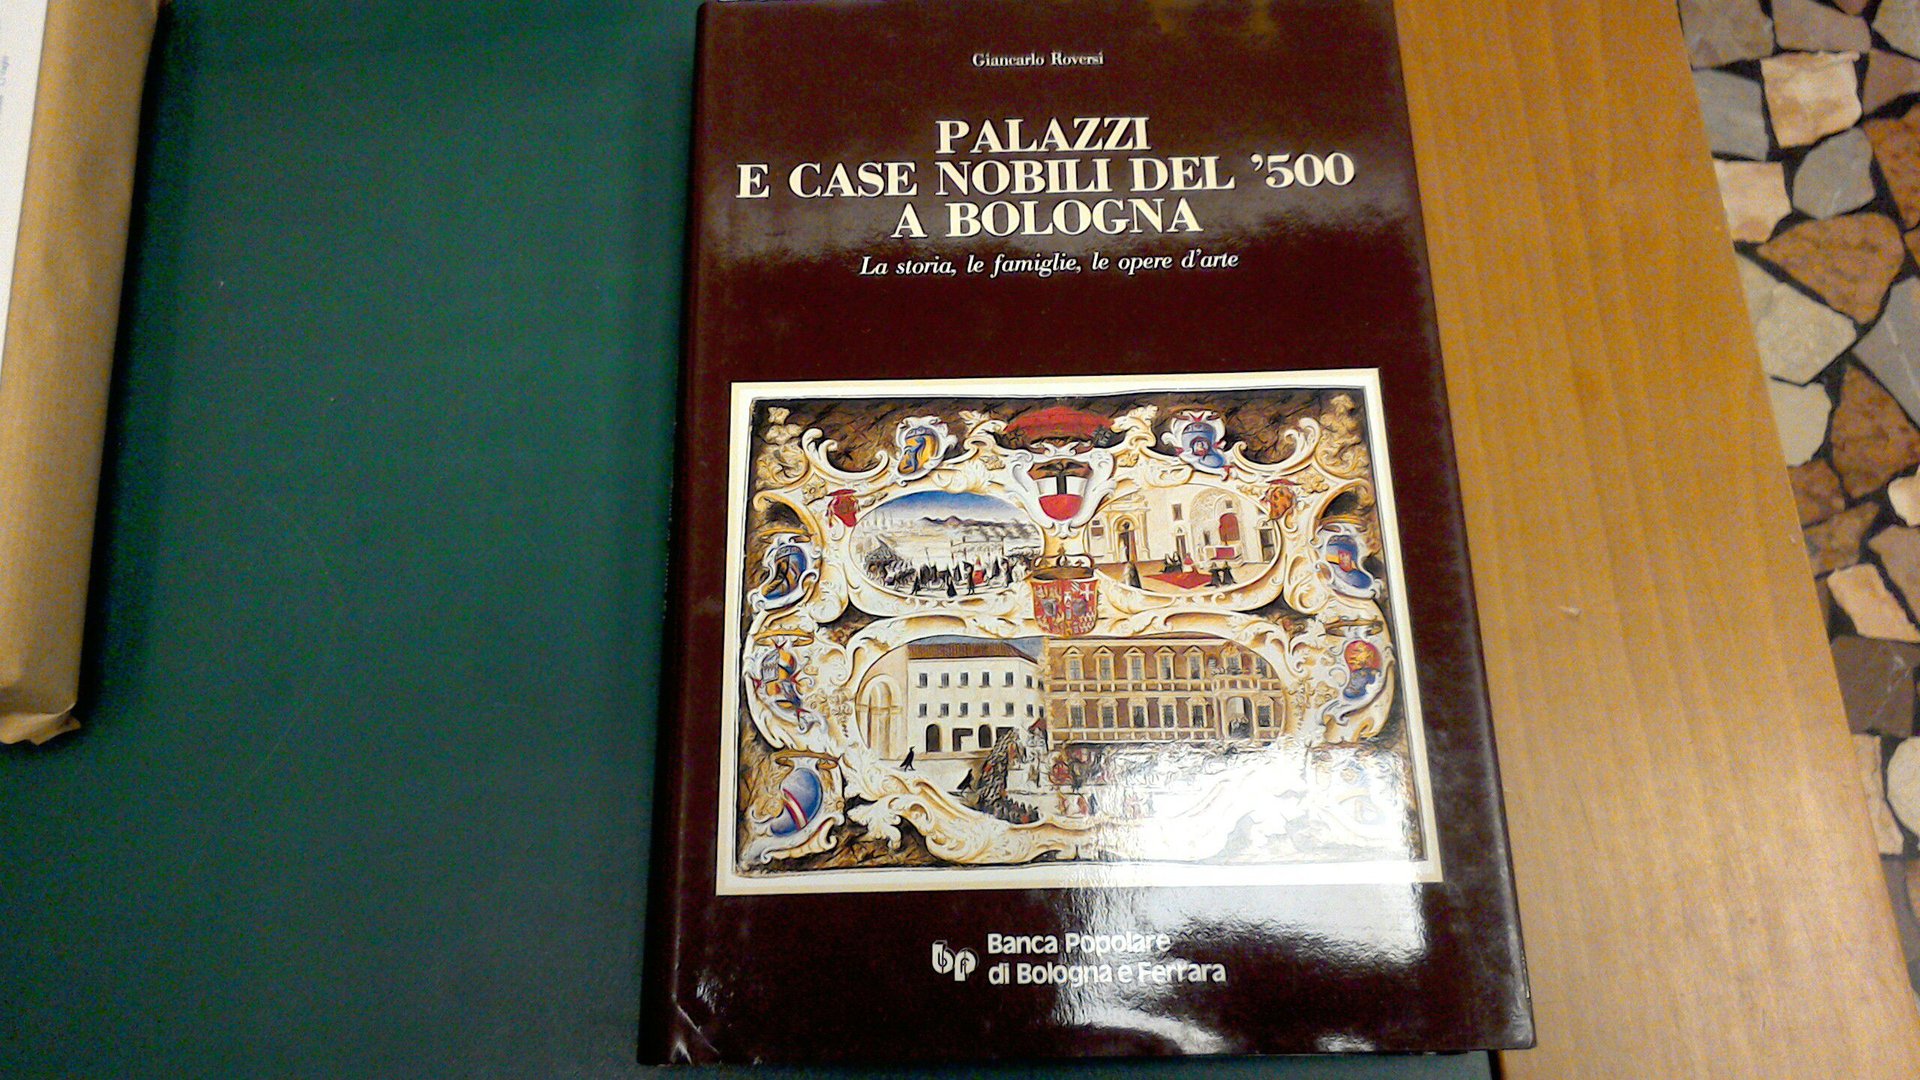 Giancarlo Roversi
PALAZZI
E CASE NOBILI DEL '500
A BOLOGNA
La storia, le famiglie, le opere d'arte
Banca Popolare
di Bologna e Ferrara